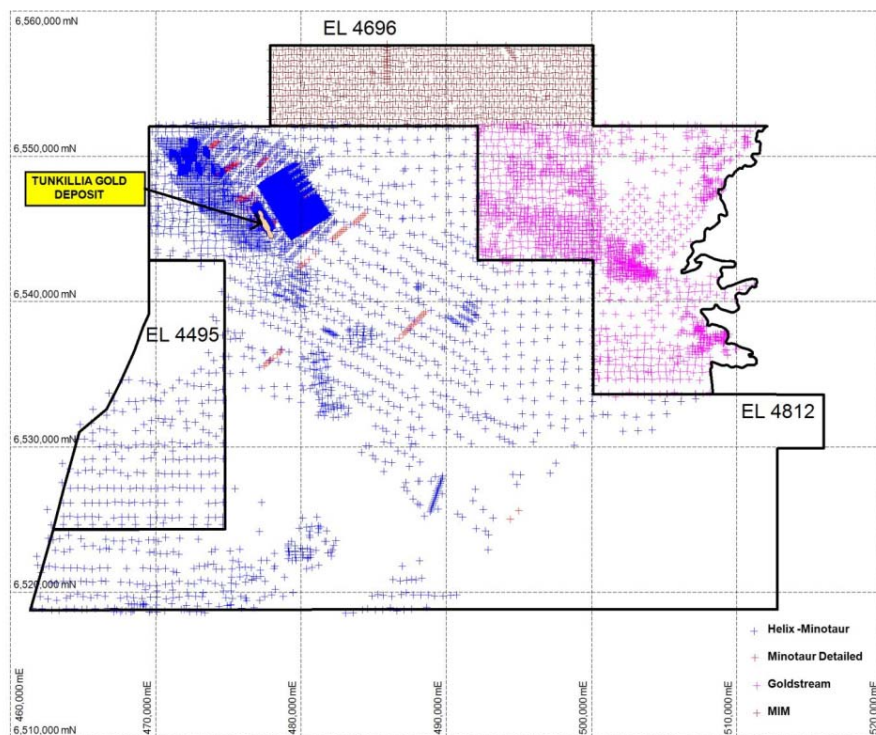 6,560,000 mN
EL 4696
6,550,000 mN
TUNKILLIA GOLD
DEPOSIT
6,540,000 mN
EL 4495
EL 4812
6,530,000 mN
6,520,000 mN
Helix -Minotaur
Minotaur Detailed
Goldstream
MIM
6,510,000 mN
460,000 mE
470,000 mE
480,000 mE
490,000 mE
500,000 mE
510,000 mE